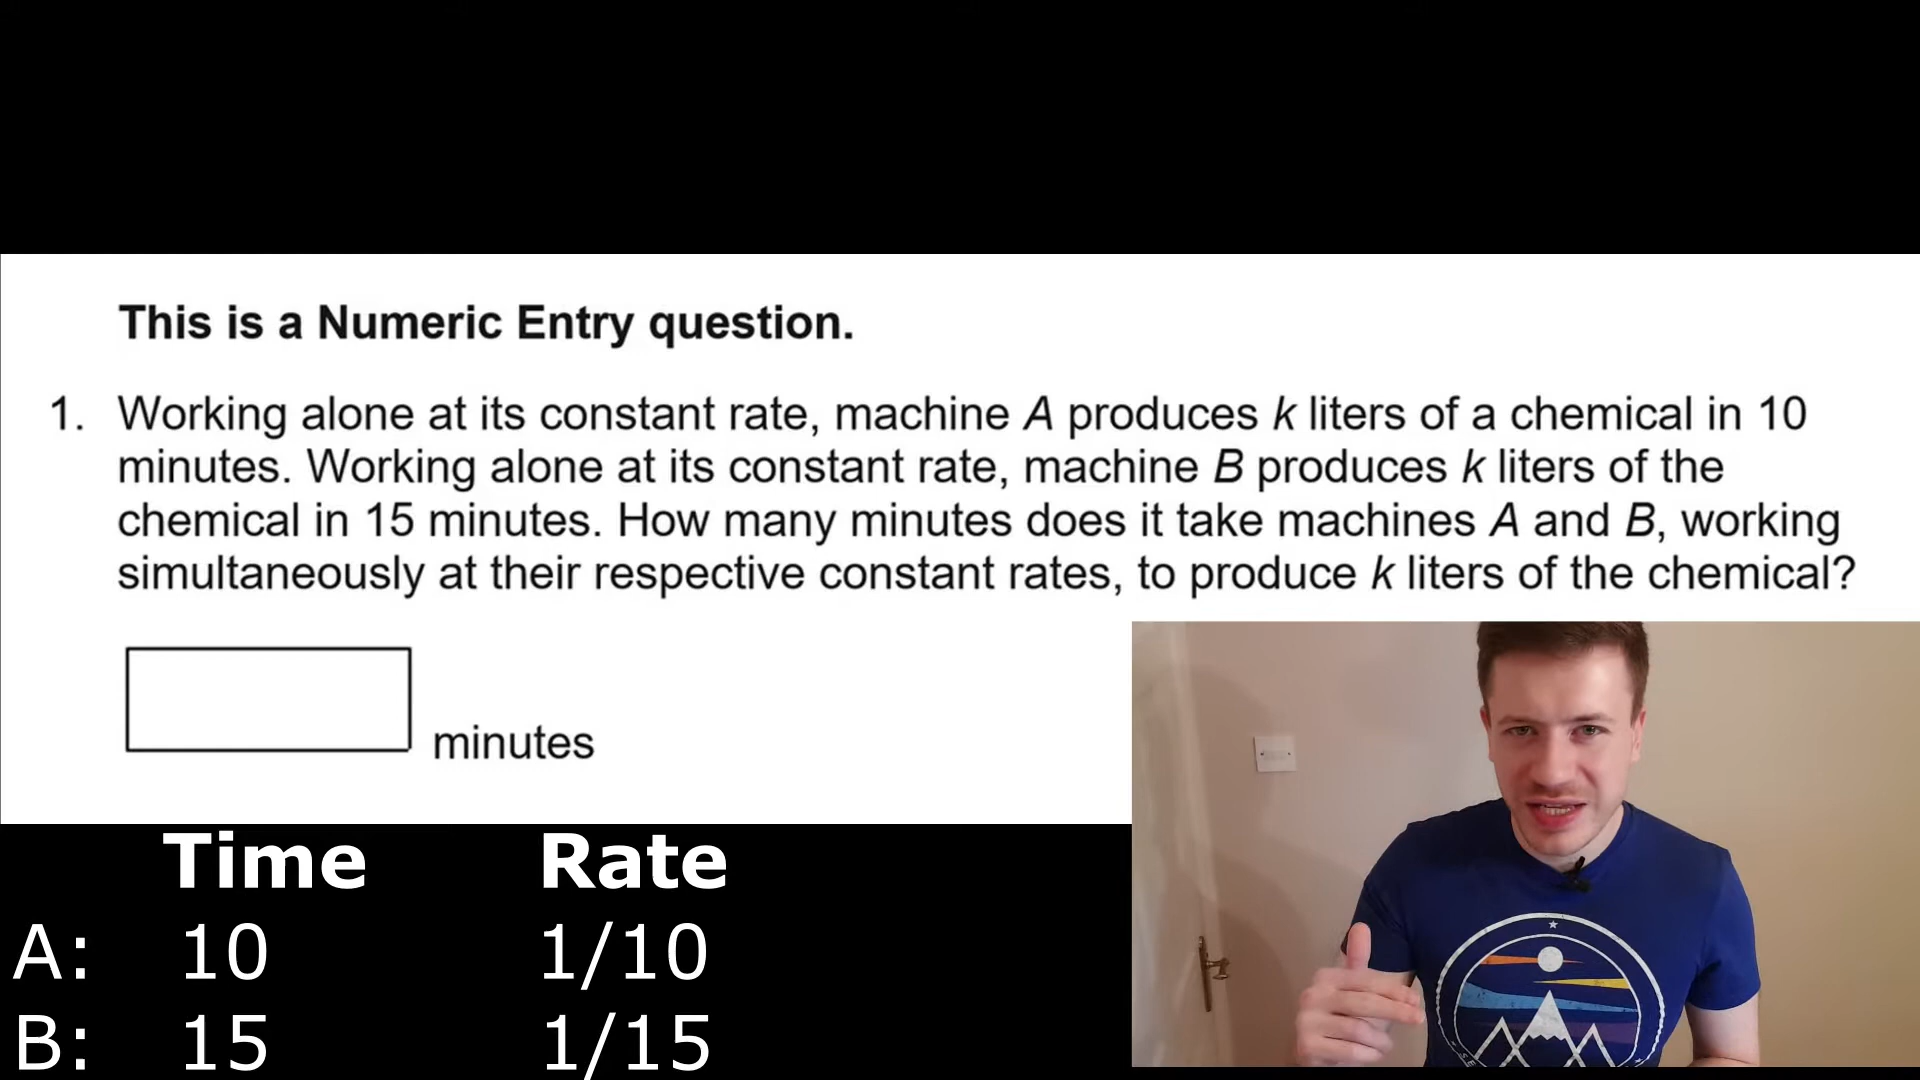 This is a Numeric Entry question.
1. Working alone at its constant rate, machine A produces k liters of a chemical in 10
minutes. Working alone at its constant rate, machine B produces k liters of the
chemical in 15 minutes. How many minutes does it take machines A and B, working
simultaneously at their respective constant rates, to produce k liters of the chemical?
minutes
Time Rate
A: 10 1/10
B: 15 1/15